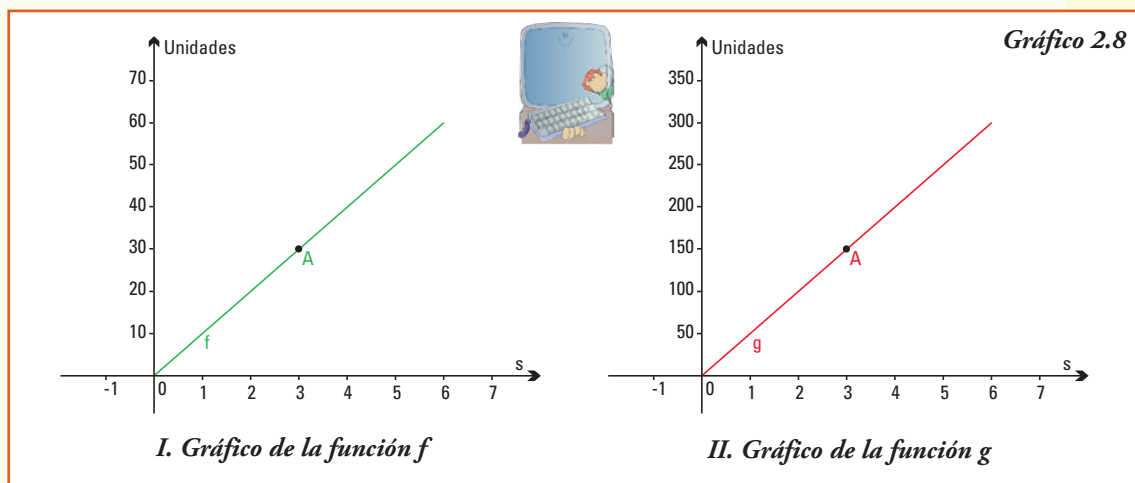 Gráfico 2.8
Unidades
70
60
50
40
30
20
10
A
f
s
-1 0 1 2 3 4 5 6 7
I. Gráfico de la función f
Unidades
350
300
250
200
150
100
50
A
g
s
-1 0 1 2 3 4 5 6 7
II. Gráfico de la función g